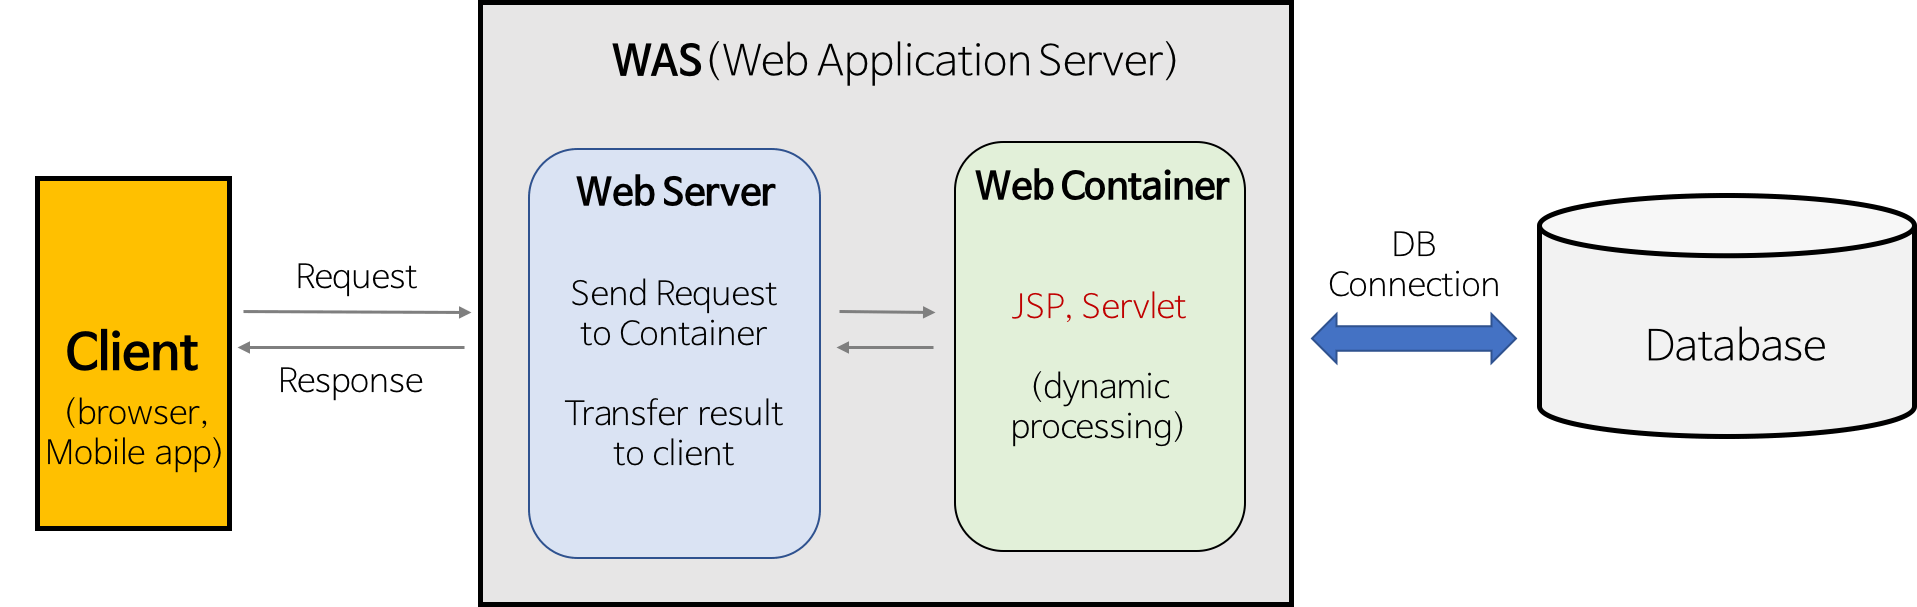 WAS(Web Application Server)
Client
(browser,
Mobile app)
Request
Response
Web Server
Send Request
to Container
Transfer result
to client
Web Container
JSP, Servlet
(dynamic
processing)
DB
Connection
Database